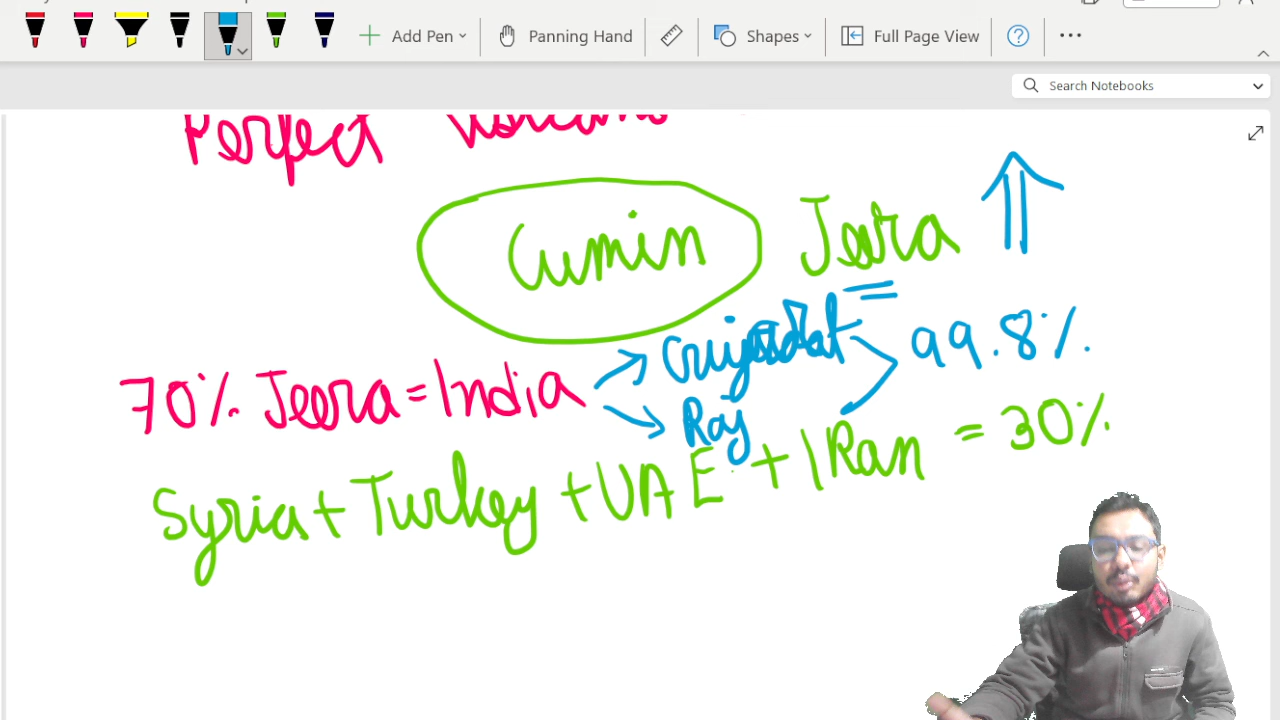 Add Pen Panning Hand Shapes Full Page View
Search Notebooks
Perfect
Cumin Jeera
70% Jeera = India Gujarat Raj 99.8%
Syria + Turkey + UAE + IRan = 30%